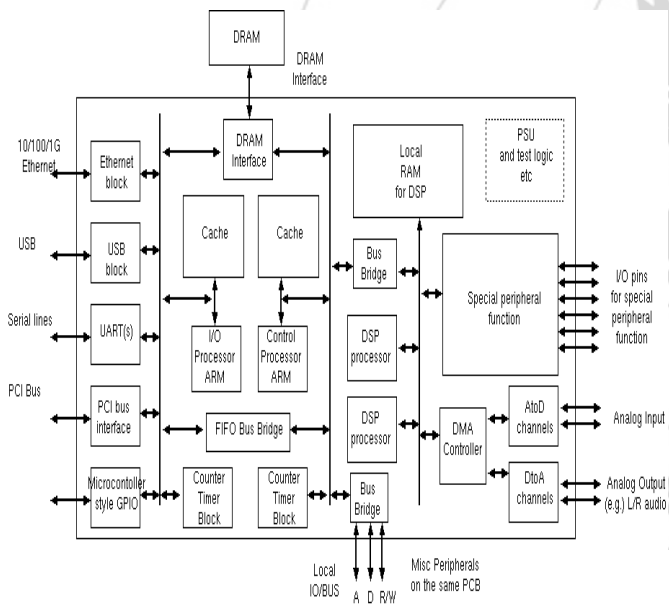 DRAM
DRAM
Interface
10/100/1G
Ethernet
Ethernet
block
DRAM
Interface
Local
RAM
for DSP
PSU
and test logic
etc
USB
USB
block
Cache
Cache
Bus
Bridge
Special peripheral
function
I/O pins
for special
peripheral
function
Serial lines
UART(s)
I/O
Processor
ARM
Control
Processor
ARM
DSP
processor
PCI Bus
PCI bus
interface
FIFO Bus Bridge
DSP
processor
DMA
Controller
AtoD
channels
Analog Input
Microcontoller
style GPIO
Counter
Timer
Block
Counter
Timer
Block
Bus
Bridge
DtoA
channels
Analog Output
(e.g.) L/R audio
Local
IO/BUS
A D R/W
Misc Peripherals
on the same PCB